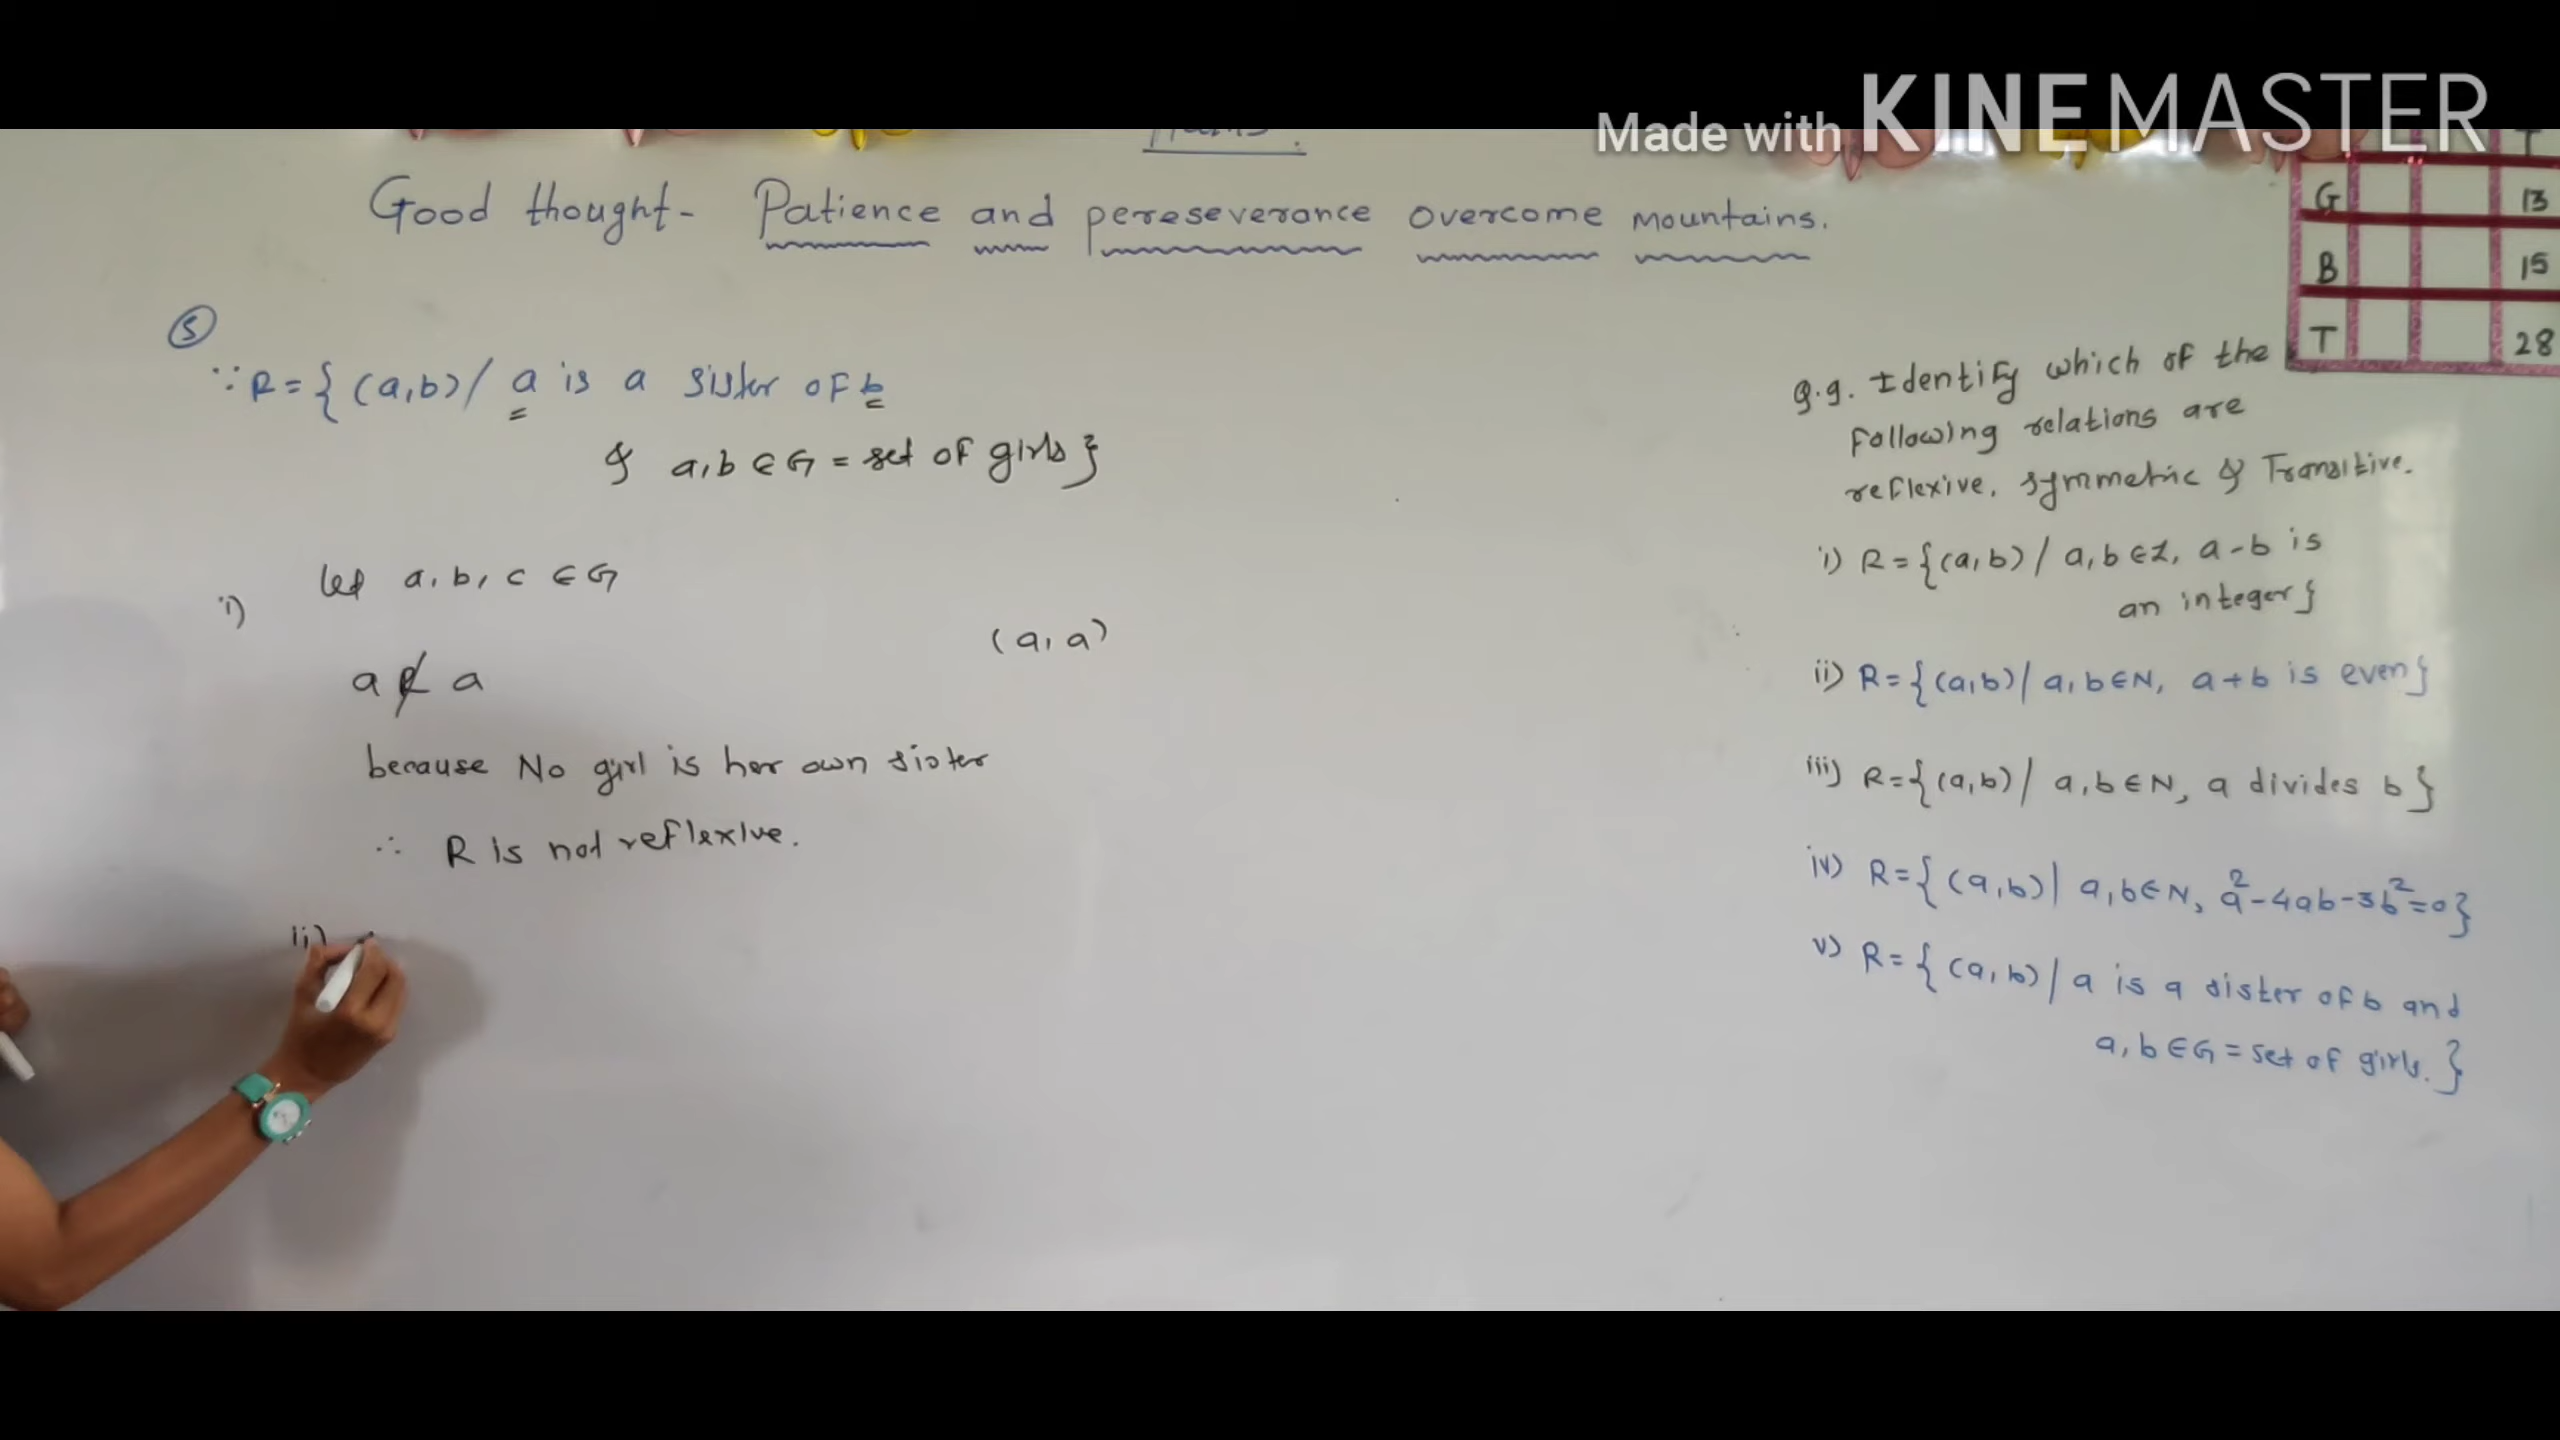 Made with KINEMASTER
Good thought- Patience and pereseverance overcome mountains.
G 13
B 15
T 28
5
∵ R = { (a,b) / a is a sister of b
& a,b ∈ G = set of girls }
let a, b, c ∈ G
i)
(a, a)
a R̸ a
because No girl is her own sister
∴ R is not reflexive.
ii)
Q.9. Identify which of the
following relations are
reflexive, symmetric & Transitive.
i) R = {(a,b) / a, b ∈ Z, a-b is
an integer}
ii) R = {(a,b) / a, b ∈ N, a+b is even}
iii) R = {(a,b) / a, b ∈ N, a divides b}
iv) R = {(a,b) | a, b ∈ N, a²-4ab-3b²=0}
v) R = {(a,b) / a is a sister of b and
a, b ∈ G = set of girls. }